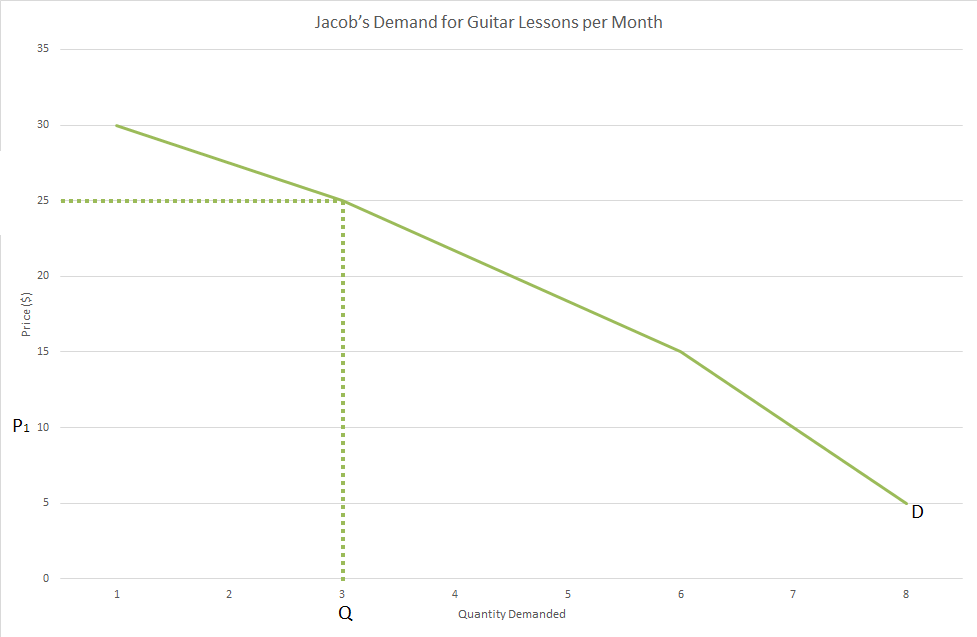 Jacob’s Demand for Guitar Lessons per Month
35
30
25
20
Price ($)
15
P1 10
5
D
0
1 2 3 4 5 6 7 8
Q
Quantity Demanded